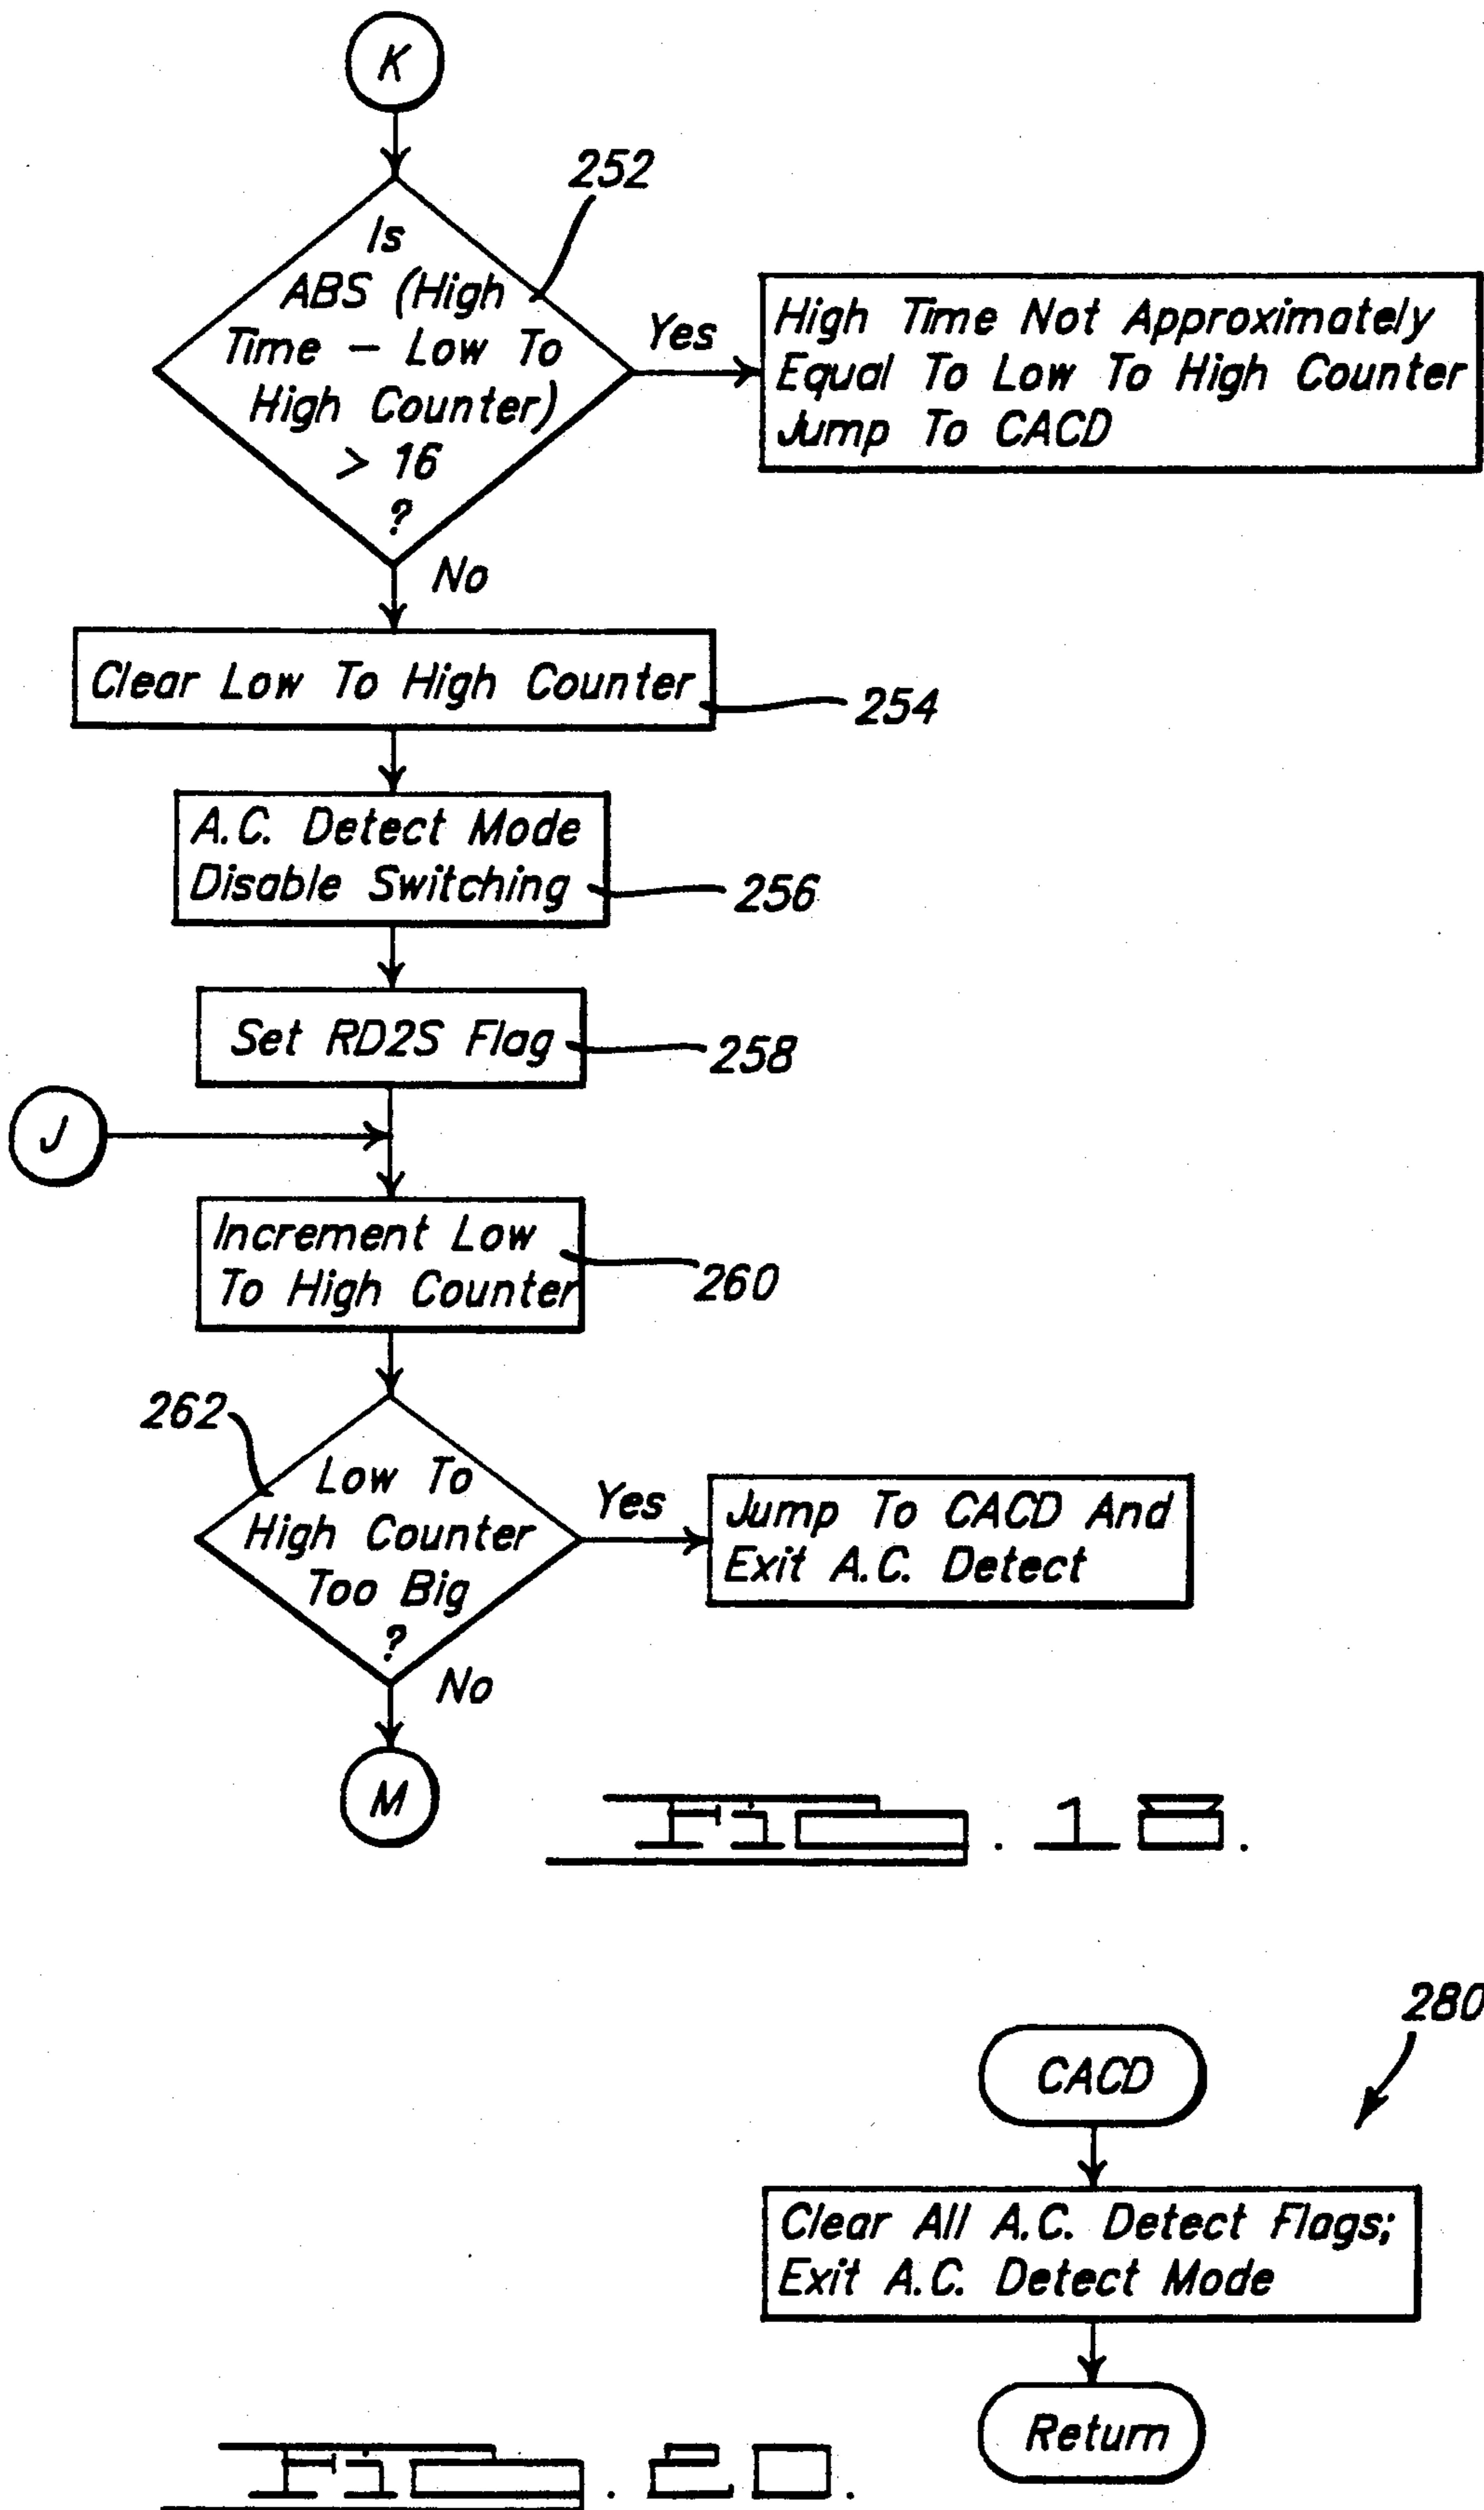 K
252
Is
ABS (High
Time – Low To
High Counter)
> 16
?
Yes
High Time Not Approximately
Equal To Low To High Counter
Jump To CACD
No
Clear Low To High Counter
254
A.C. Detect Mode
Disable Switching
256
Set RD2S Flag
258
J
Increment Low
To High Counter
260
262
Low To
High Counter
Too Big
?
Yes
Jump To CACD And
Exit A.C. Detect
No
M
Fig. 18.
280
CACD
Clear All A.C. Detect Flags;
Exit A.C. Detect Mode
Return
Fig. 20.